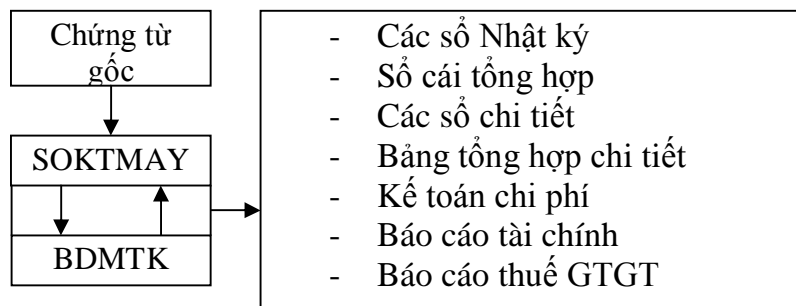 Chứng từ
gốc
SOKTMAY
BDMTK
- Các sổ Nhật ký
- Sổ cái tổng hợp
- Các sổ chi tiết
- Bảng tổng hợp chi tiết
- Kế toán chi phí
- Báo cáo tài chính
- Báo cáo thuế GTGT